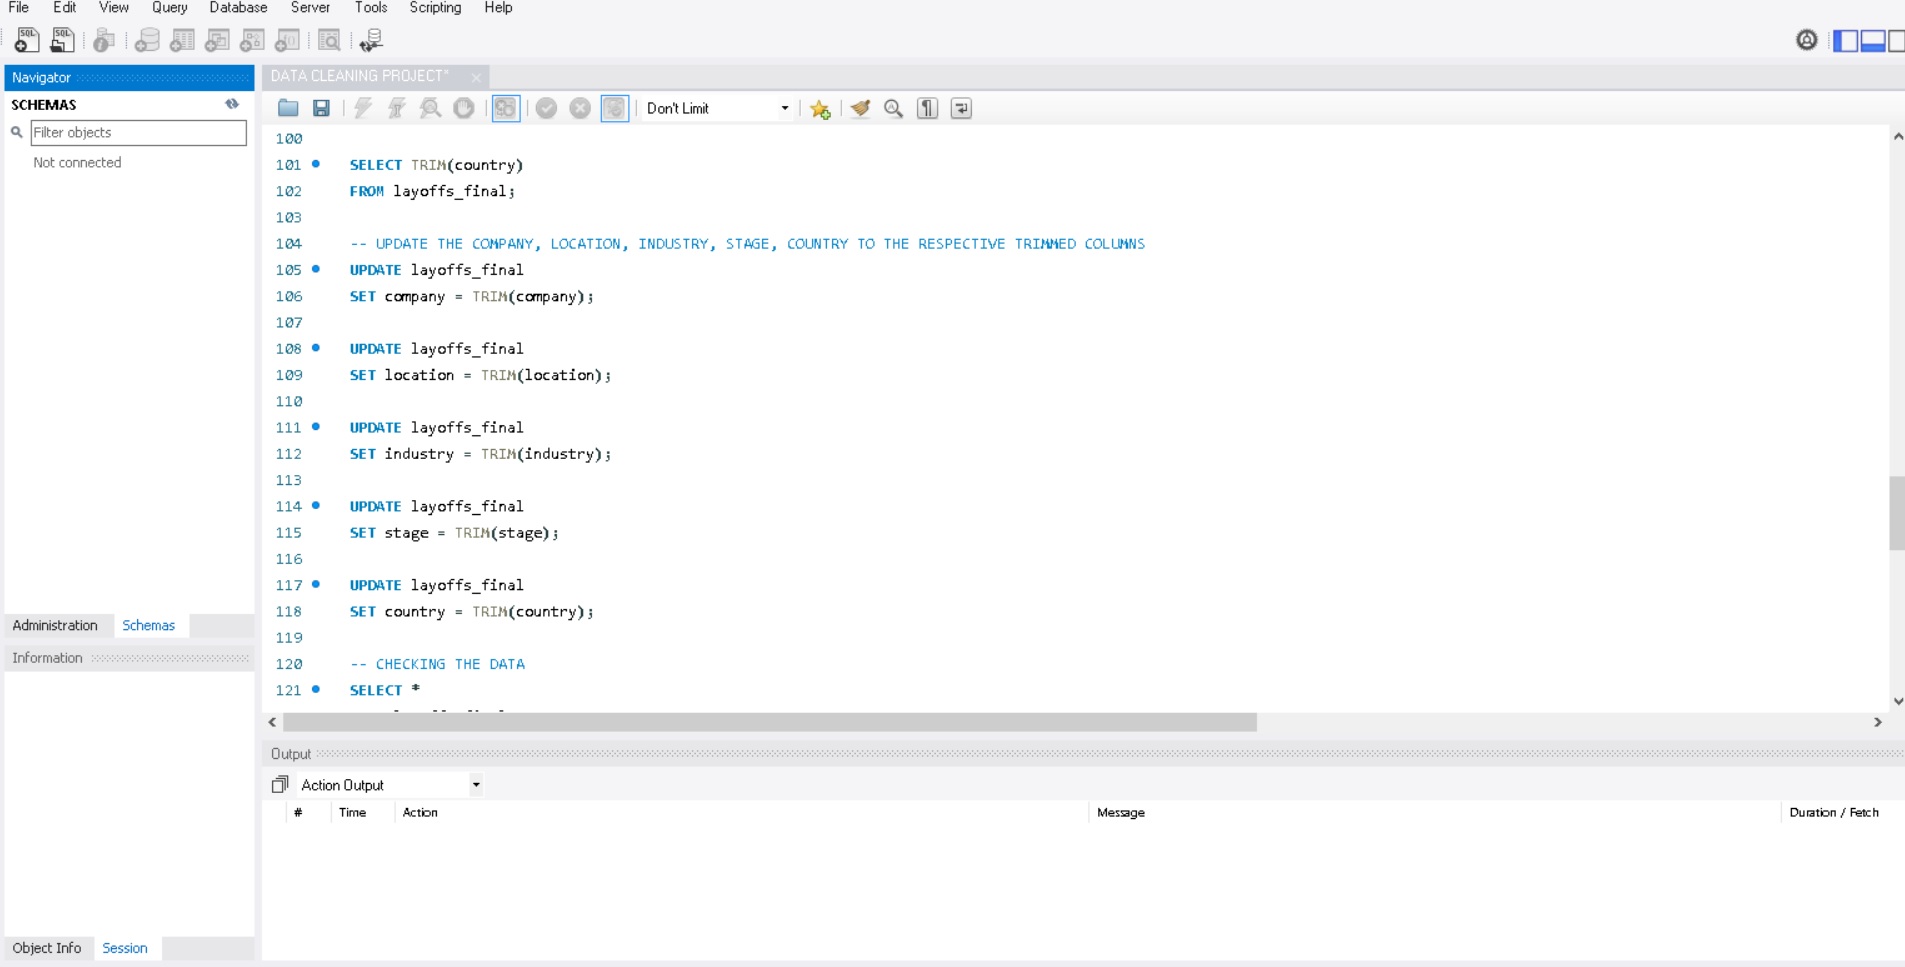 File Edit View Query Database Server Tools Scripting Help
Navigator
DATA CLEANING PROJECT*
SCHEMAS
Don't Limit
Filter objects
Not connected
100
101 SELECT TRIM(country)
102 FROM layoffs_final;
103
104 -- UPDATE THE COMPANY, LOCATION, INDUSTRY, STAGE, COUNTRY TO THE RESPECTIVE TRIMMED COLUMNS
105 UPDATE layoffs_final
106 SET company = TRIM(company);
107
108 UPDATE layoffs_final
109 SET location = TRIM(location);
110
111 UPDATE layoffs_final
112 SET industry = TRIM(industry);
113
114 UPDATE layoffs_final
115 SET stage = TRIM(stage);
116
117 UPDATE layoffs_final
118 SET country = TRIM(country);
119
120 -- CHECKING THE DATA
121 SELECT *
Administration Schemas
Information
Output
Action Output
# Time Action Message Duration / Fetch
Object Info Session